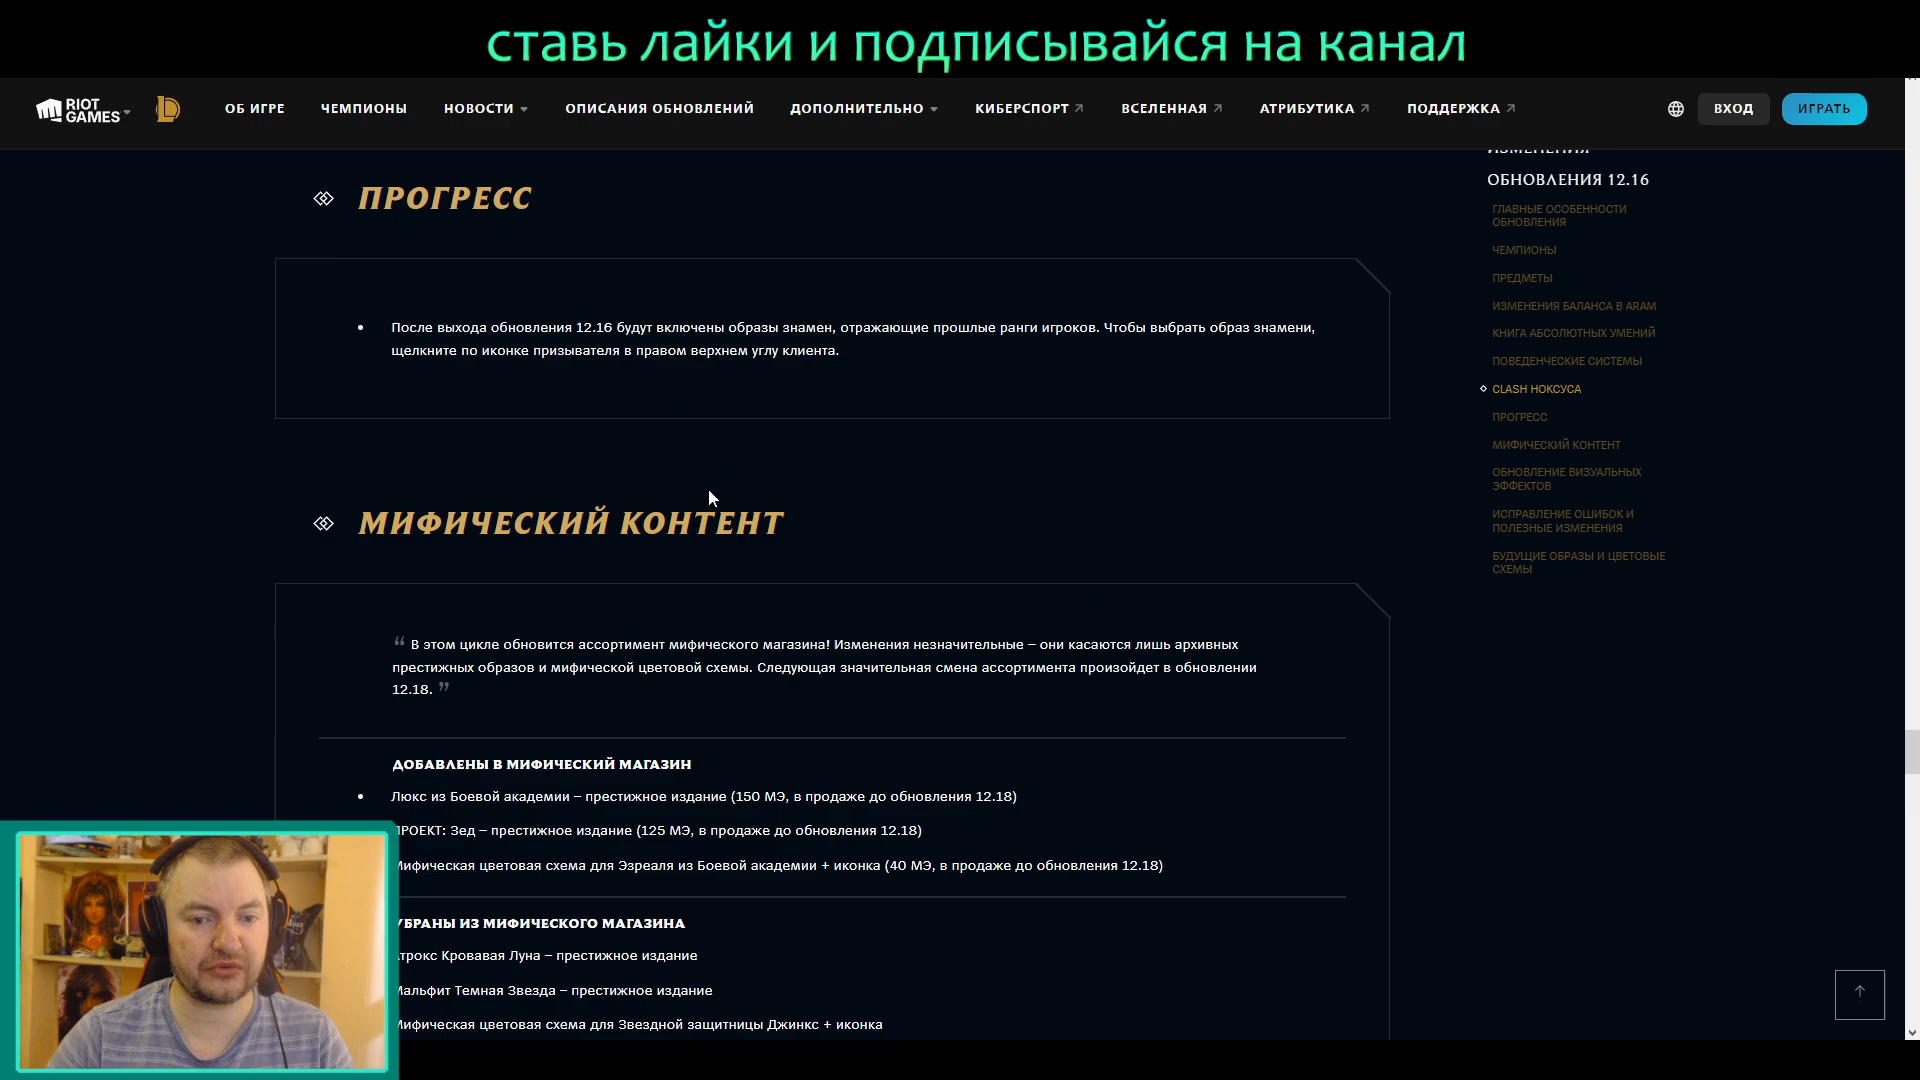 ставь лайки и подписывайся на канал
RIOT GAMES
ОБ ИГРЕ
ЧЕМПИОНЫ
НОВОСТИ
ОПИСАНИЯ ОБНОВЛЕНИЙ
ДОПОЛНИТЕЛЬНО
КИБЕРСПОРТ
ВСЕЛЕННАЯ
АТРИБУТИКА
ПОДДЕРЖКА
ВХОД
ИГРАТЬ
ПРОГРЕСС
После выхода обновления 12.16 будут включены образы знамен, отражающие прошлые ранги игроков. Чтобы выбрать образ знамени,
щелкните по иконке призывателя в правом верхнем углу клиента.
МИФИЧЕСКИЙ КОНТЕНТ
“ В этом цикле обновится ассортимент мифического магазина! Изменения незначительные – они касаются лишь архивных
престижных образов и мифической цветовой схемы. Следующая значительная смена ассортимента произойдет в обновлении
12.18. ”
ДОБАВЛЕНЫ В МИФИЧЕСКИЙ МАГАЗИН
Люкс из Боевой академии – престижное издание (150 МЭ, в продаже до обновления 12.18)
ПРОЕКТ: Зед – престижное издание (125 МЭ, в продаже до обновления 12.18)
Мифическая цветовая схема для Эзреаля из Боевой академии + иконка (40 МЭ, в продаже до обновления 12.18)
УБРАНЫ ИЗ МИФИЧЕСКОГО МАГАЗИНА
Атрокс Кровавая Луна – престижное издание
Мальфит Темная Звезда – престижное издание
Мифическая цветовая схема для Звездной защитницы Джинкс + иконка
ИЗМЕНЕНИЯ
ОБНОВЛЕНИЯ 12.16
ГЛАВНЫЕ ОСОБЕННОСТИ
ОБНОВЛЕНИЯ
ЧЕМПИОНЫ
ПРЕДМЕТЫ
ИЗМЕНЕНИЯ БАЛАНСА В ARAM
КНИГА АБСОЛЮТНЫХ УМЕНИЙ
ПОВЕДЕНЧЕСКИЕ СИСТЕМЫ
CLASH НОКСУСА
ПРОГРЕСС
МИФИЧЕСКИЙ КОНТЕНТ
ОБНОВЛЕНИЕ ВИЗУАЛЬНЫХ
ЭФФЕКТОВ
ИСПРАВЛЕНИЕ ОШИБОК И
ПОЛЕЗНЫЕ ИЗМЕНЕНИЯ
БУДУЩИЕ ОБРАЗЫ И ЦВЕТОВЫЕ
СХЕМЫ